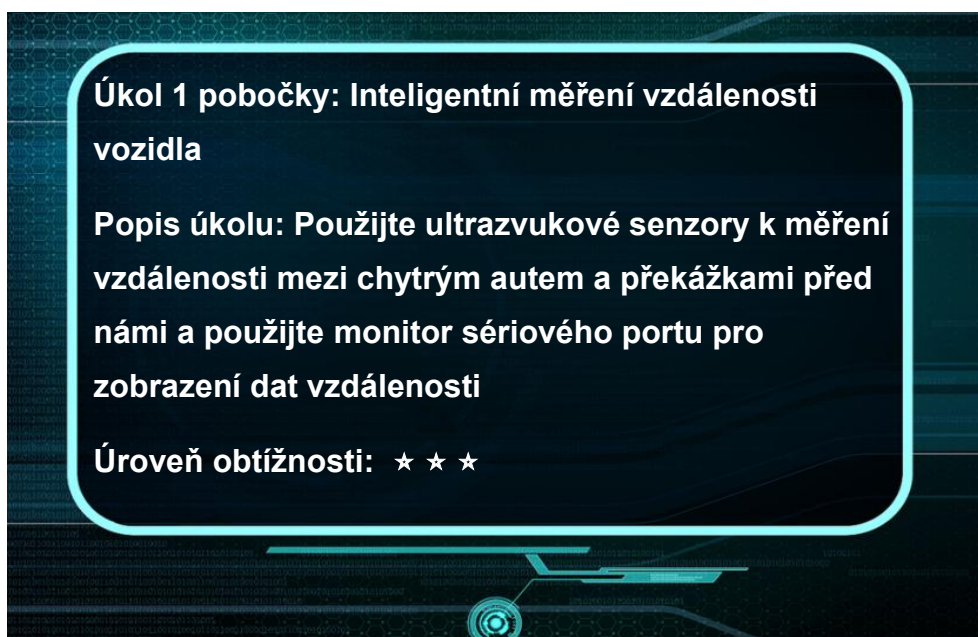 Úkol 1 pobočky: Inteligentní měření vzdálenosti
vozidla
Popis úkolu: Použijte ultrazvukové senzory k měření
vzdálenosti mezi chytrým autem a překážkami před
námi a použijte monitor sériového portu pro
zobrazení dat vzdálenosti
Úroveň obtížnosti: ★ ★ ★